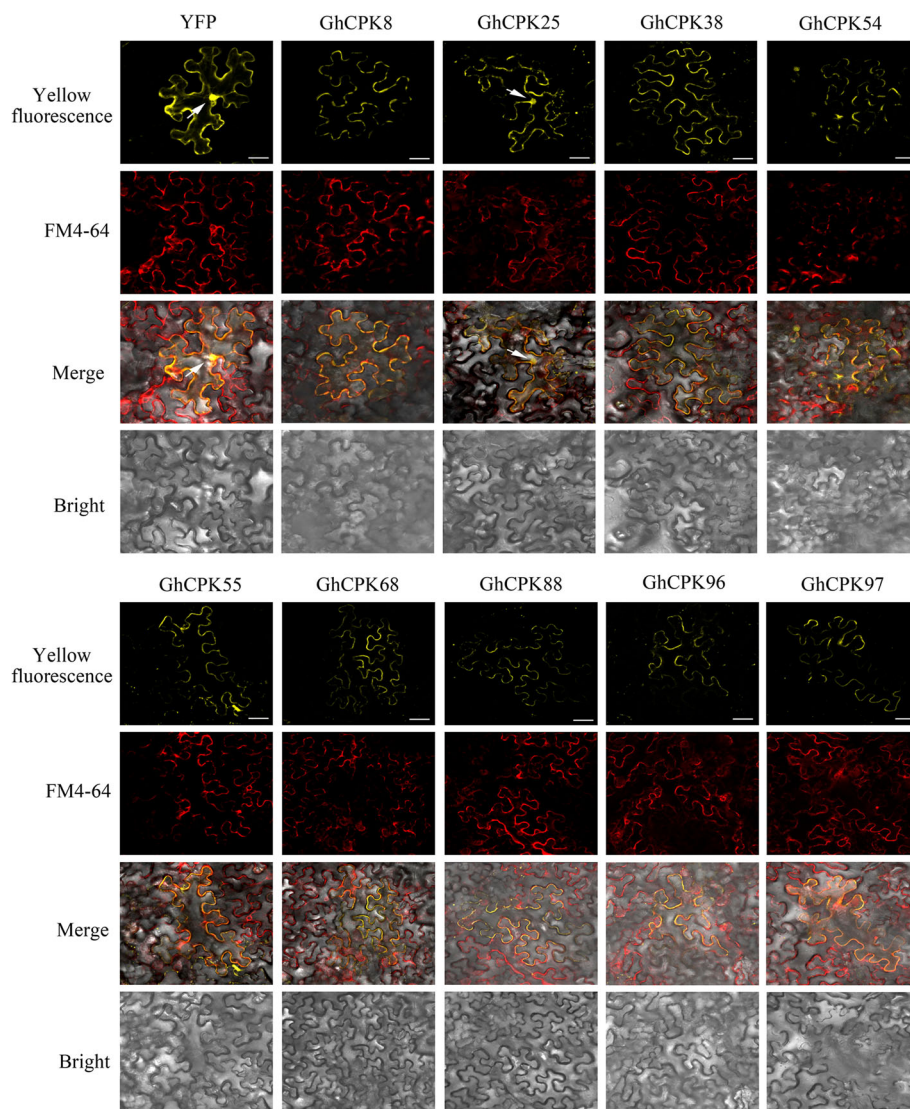 YFP GhCPK8 GhCPK25 GhCPK38 GhCPK54
Yellow
fluorescence
FM4-64
Merge
Bright
GhCPK55 GhCPK68 GhCPK88 GhCPK96 GhCPK97
Yellow
fluorescence
FM4-64
Merge
Bright